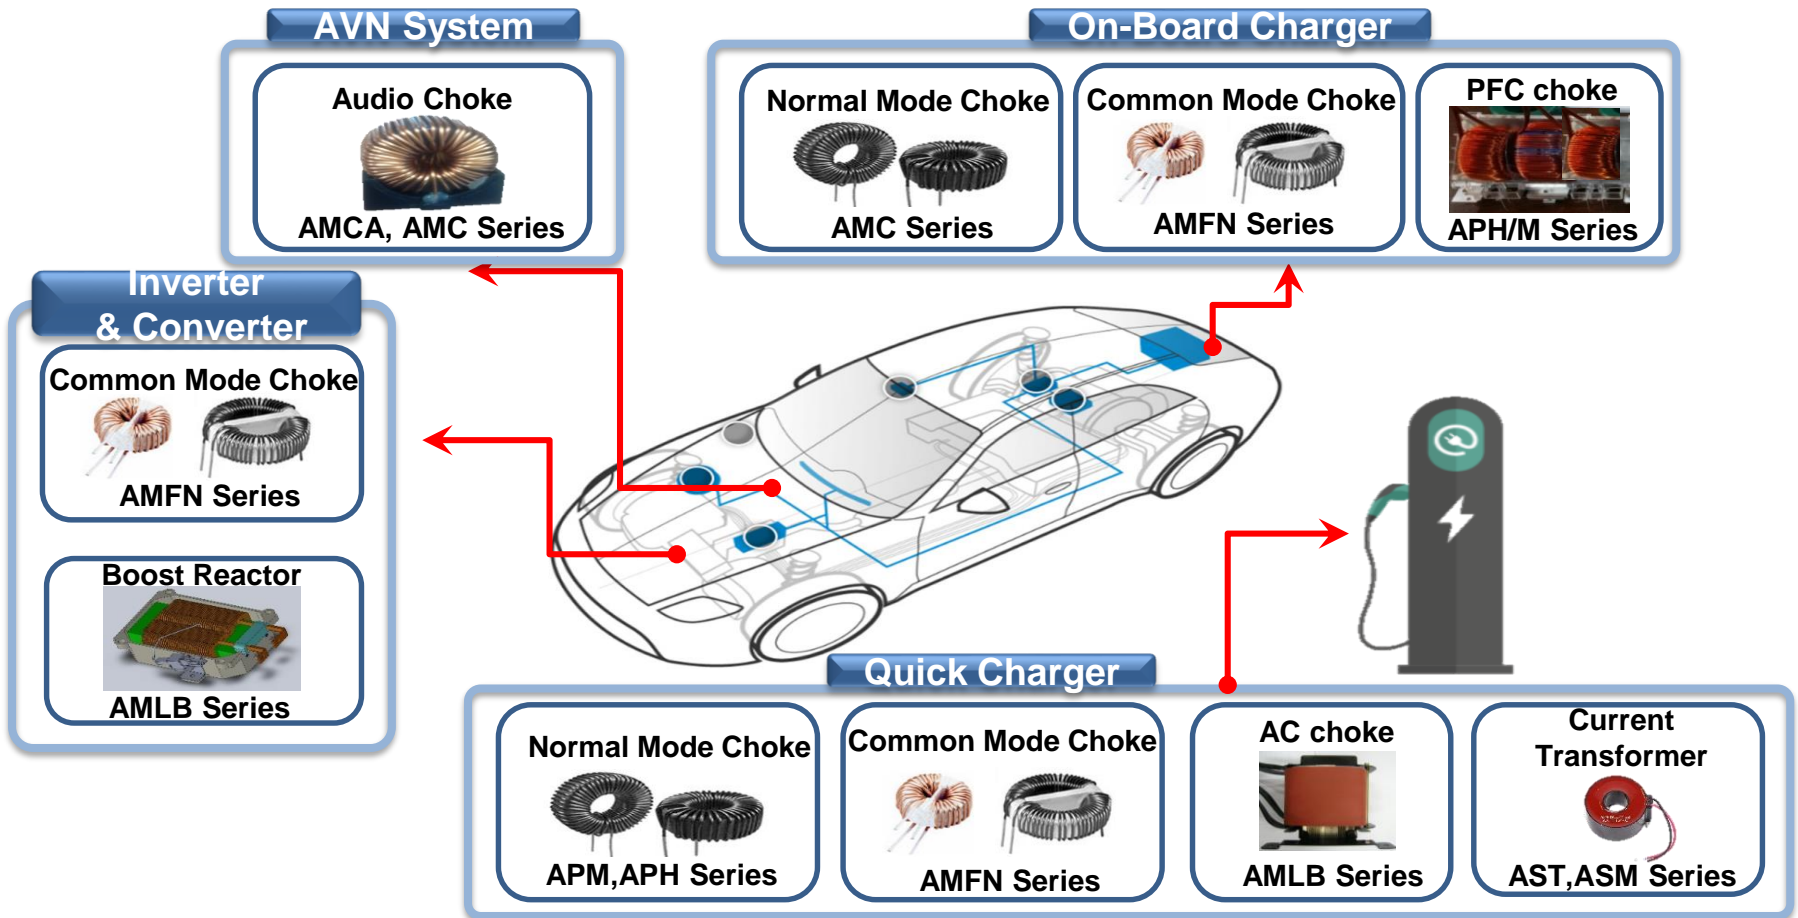 AVN System
Audio Choke
AMCA, AMC Series
On-Board Charger
Normal Mode Choke
AMC Series
Common Mode Choke
AMFN Series
PFC choke
APH/M Series
Inverter
& Converter
Common Mode Choke
AMFN Series
Boost Reactor
AMLB Series
Quick Charger
Normal Mode Choke
APM,APH Series
Common Mode Choke
AMFN Series
AC choke
AMLB Series
Current
Transformer
AST,ASM Series